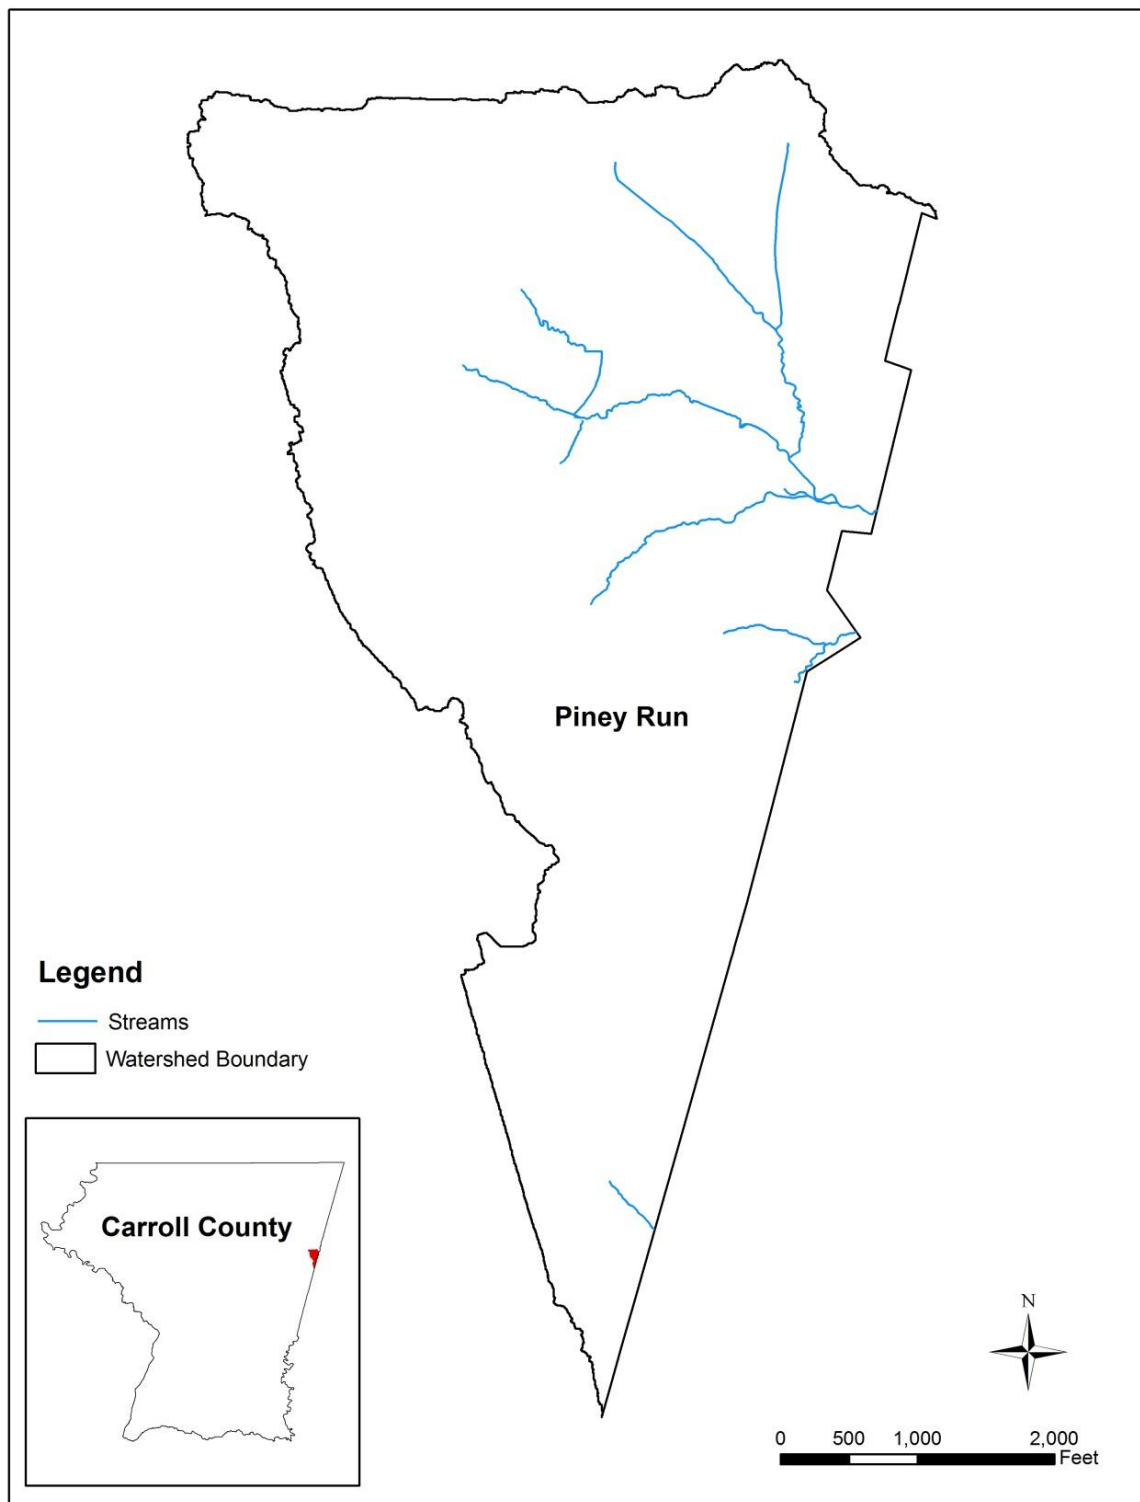 Piney Run
Legend
Streams
Watershed Boundary
Carroll County
N
0 500 1,000 2,000
Feet